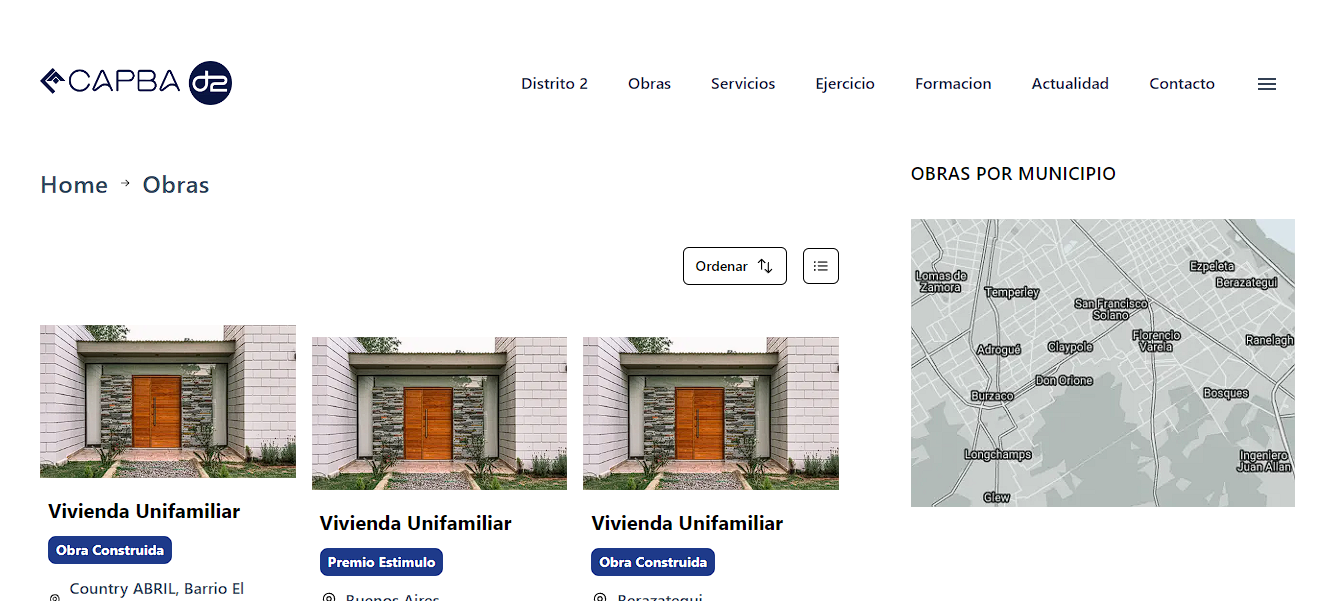 CAPBA d2
Distrito 2
Obras
Servicios
Ejercicio
Formacion
Actualidad
Contacto
Home → Obras
Ordenar
Vivienda Unifamiliar
Obra Construida
Country ABRIL, Barrio El
Vivienda Unifamiliar
Premio Estimulo
Buenos Aires
Vivienda Unifamiliar
Obra Construida
Berazategui
OBRAS POR MUNICIPIO
Lomas de
Zamora
Temperley
Ezpeleta
Berazategui
San Francisco
Solano
Florencio
Varela
Ranelagh
Adrogué
Claypole
Don Orione
Burzaco
Bosques
Longchamps
Ingeniero
Juan Allan
Glew